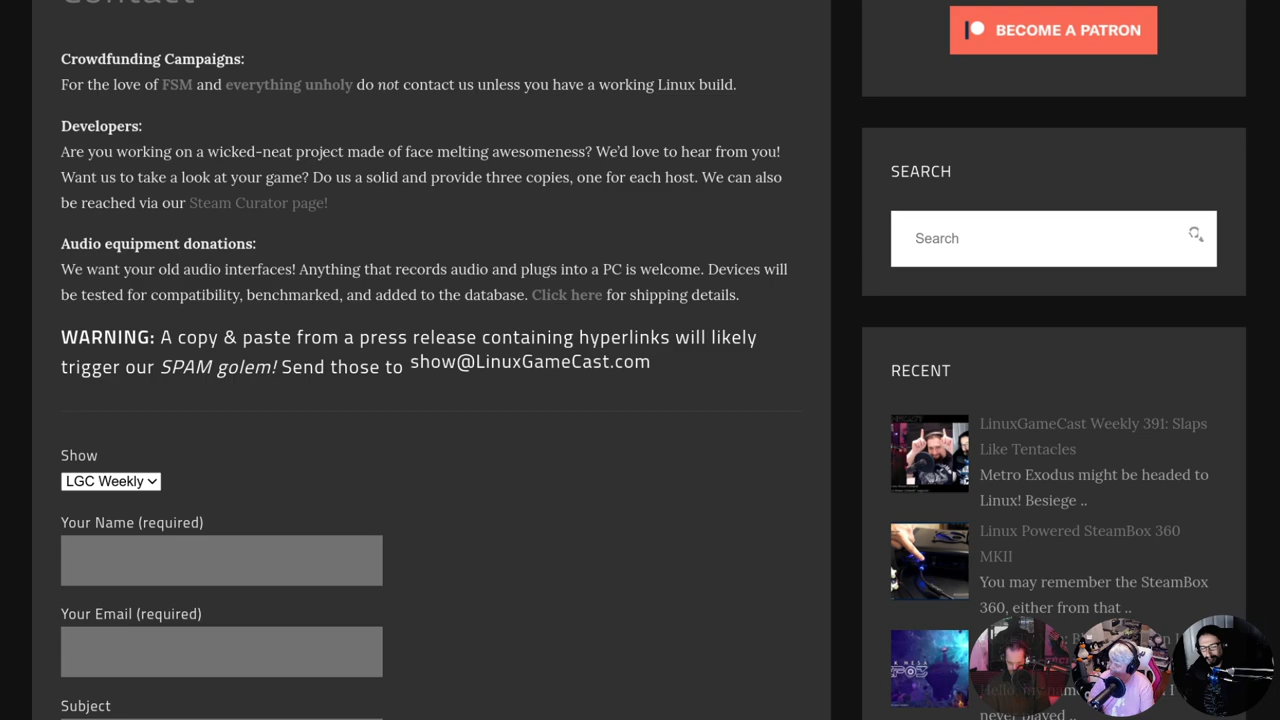 Contact
Crowdfunding Campaigns:
For the love of FSM and everything unholy do not contact us unless you have a working Linux build.
Developers:
Are you working on a wicked-neat project made of face melting awesomeness? We’d love to hear from you!
Want us to take a look at your game? Do us a solid and provide three copies, one for each host. We can also
be reached via our Steam Curator page!
Audio equipment donations:
We want your old audio interfaces! Anything that records audio and plugs into a PC is welcome. Devices will
be tested for compatibility, benchmarked, and added to the database. Click here for shipping details.
WARNING: A copy & paste from a press release containing hyperlinks will likely
trigger our SPAM golem! Send those to show@LinuxGameCast.com
Show
LGC Weekly
Your Name (required)
Your Email (required)
Subject
BECOME A PATRON
SEARCH
Search
RECENT
LinuxGameCast Weekly 391: Slaps
Like Tentacles
Metro Exodus might be headed to
Linux! Besiege ..
Linux Powered SteamBox 360
MKII
You may remember the SteamBox
360, either from that ..
Hello, my
never played ..